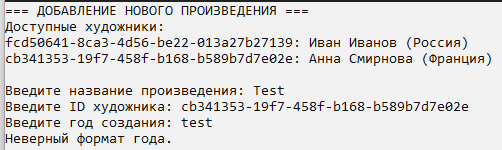 === ДОБАВЛЕНИЕ НОВОГО ПРОИЗВЕДЕНИЯ ===
Доступные художники:
fcd50641-8ca3-4d56-be22-013a27b27139: Иван Иванов (Россия)
cb341353-19f7-458f-b168-b589b7d7e02e: Анна Смирнова (Франция)
Введите название произведения: Test
Введите ID художника: cb341353-19f7-458f-b168-b589b7d7e02e
Введите год создания: test
Неверный формат года.